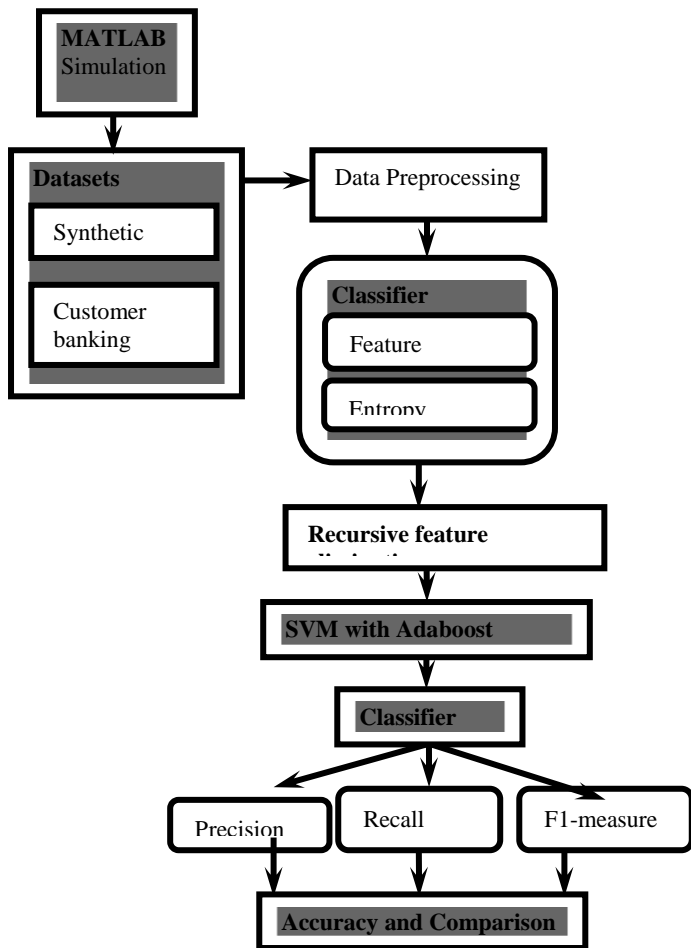 MATLAB
Simulation
Datasets
Synthetic
Customer
banking
Data Preprocessing
Classifier
Feature
Entropy
Recursive feature
SVM with Adaboost
Classifier
Precision
Recall
F1-measure
Accuracy and Comparison